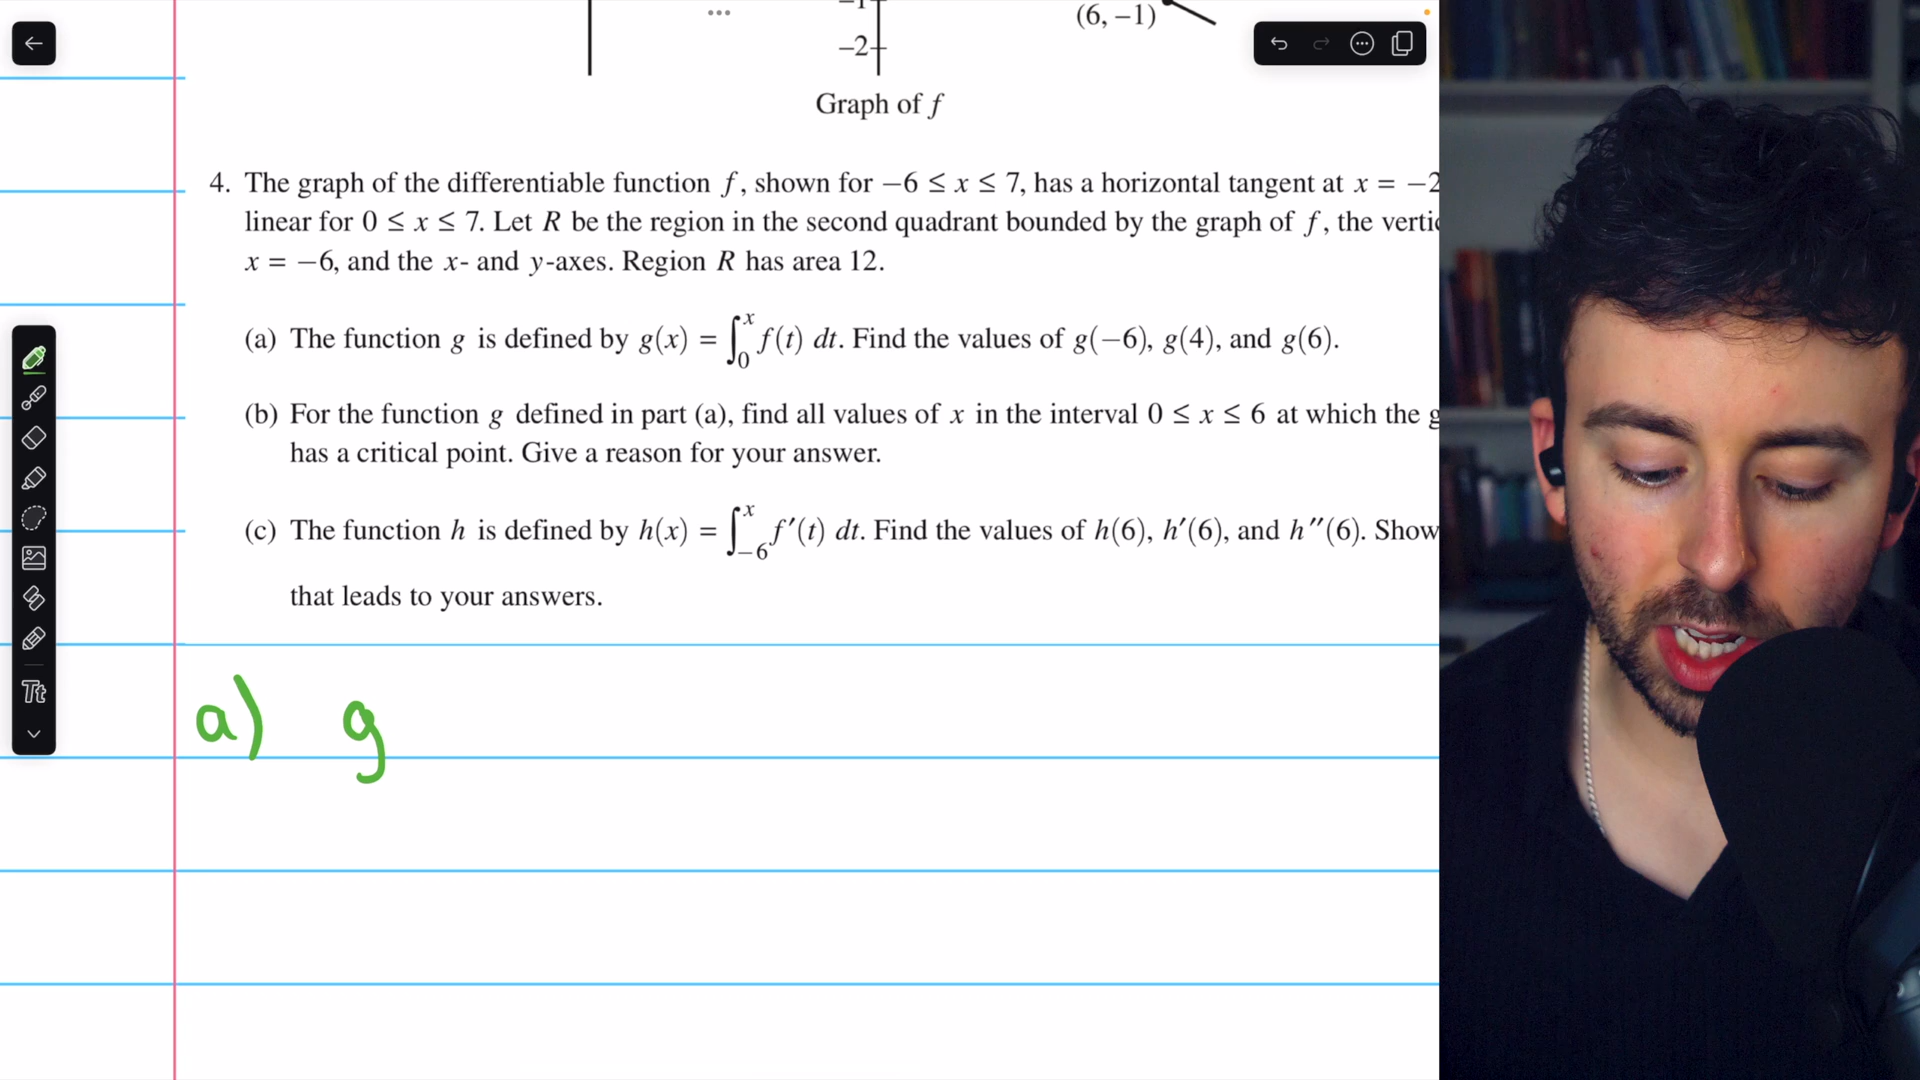 −1
(6, −1)
−2
Graph of f
4. The graph of the differentiable function f, shown for −6 ≤ x ≤ 7, has a horizontal tangent at x = −2
linear for 0 ≤ x ≤ 7. Let R be the region in the second quadrant bounded by the graph of f, the vertic
x = −6, and the x- and y-axes. Region R has area 12.
(a) The function g is defined by g(x) = ∫₀ˣ f(t) dt. Find the values of g(−6), g(4), and g(6).
(b) For the function g defined in part (a), find all values of x in the interval 0 ≤ x ≤ 6 at which the g
has a critical point. Give a reason for your answer.
(c) The function h is defined by h(x) = ∫₋₆ˣ f′(t) dt. Find the values of h(6), h′(6), and h″(6). Show
that leads to your answers.
Tt
a) g